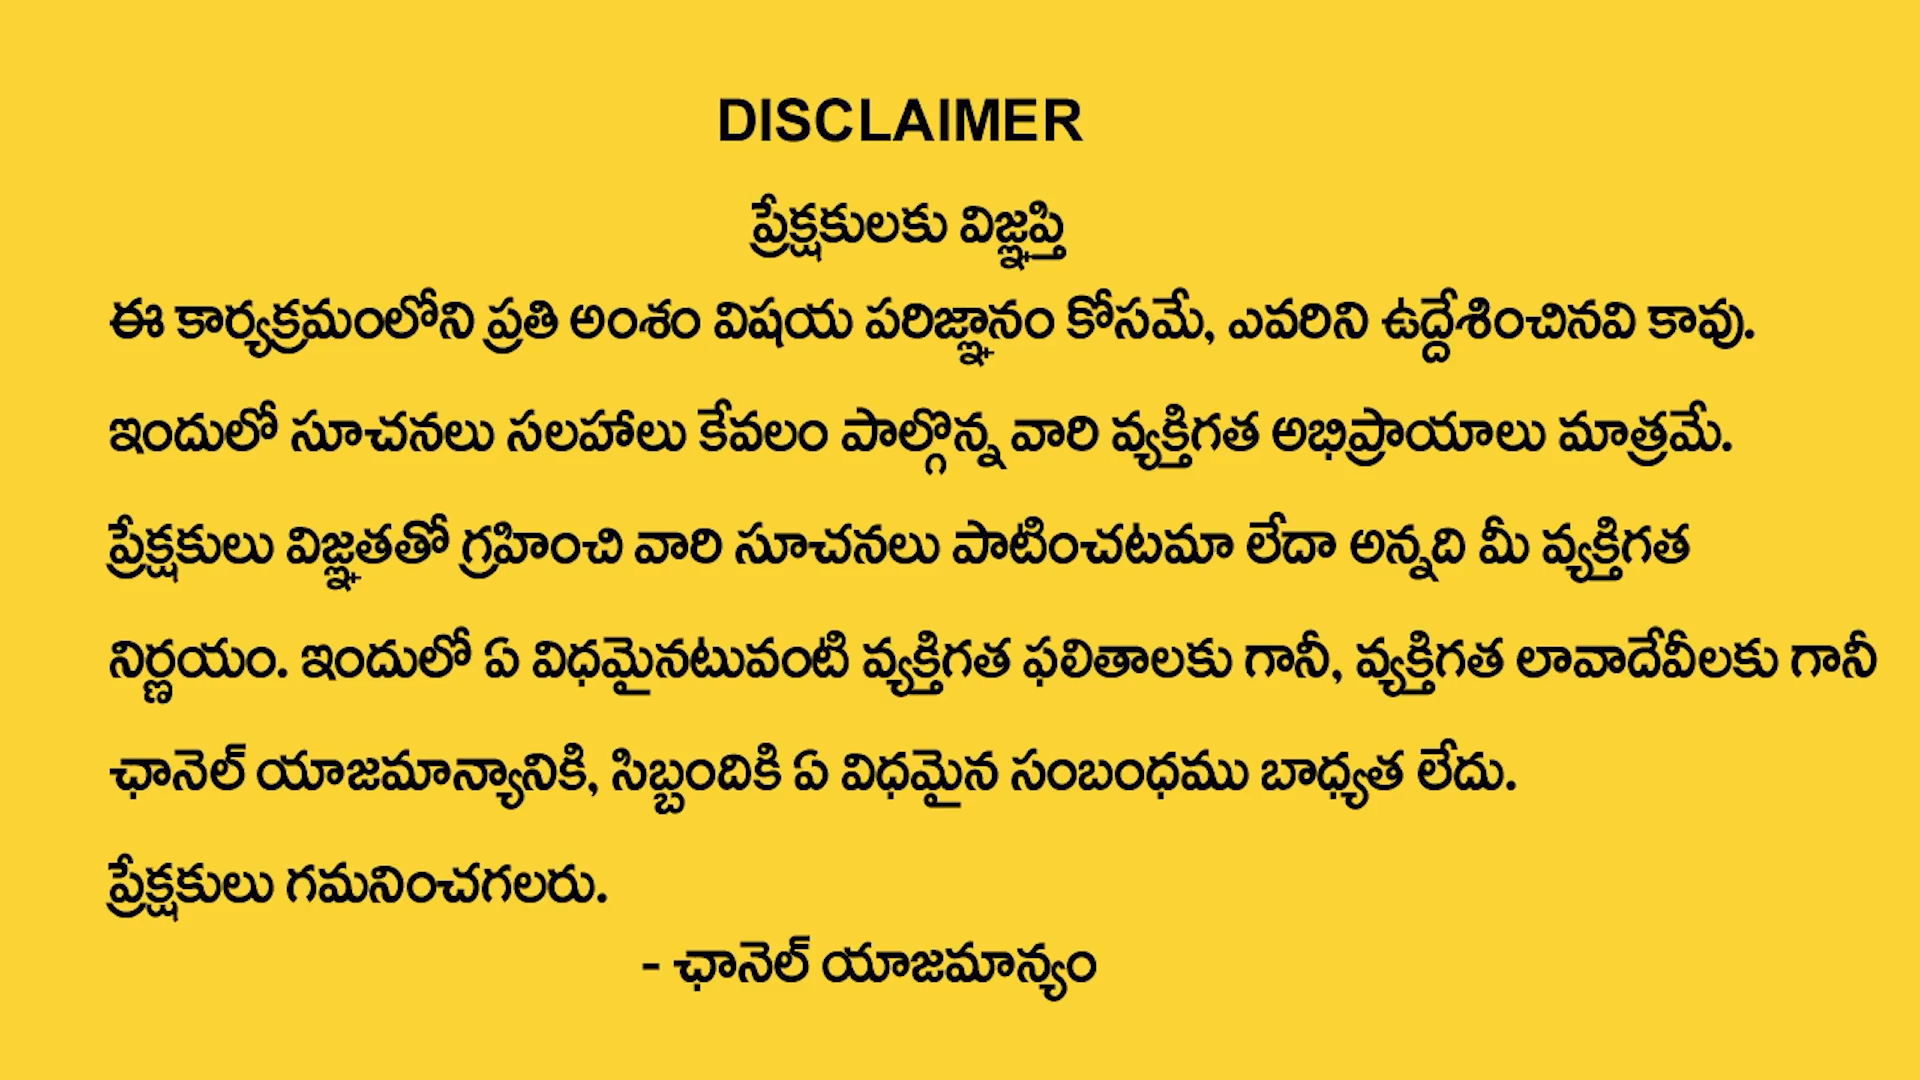 DISCLAIMER
ప్రేక్షకులకు విజ్ఞప్తి
ఈ కార్యక్రమంలోని ప్రతి అంశం విషయ పరిజ్ఞానం కోసమే, ఎవరిని ఉద్దేశించినవి కావు.
ఇందులో సూచనలు సలహాలు కేవలం పాల్గొన్న వారి వ్యక్తిగత అభిప్రాయాలు మాత్రమే.
ప్రేక్షకులు విజ్ఞతతో గ్రహించి వారి సూచనలు పాటించటమా లేదా అన్నది మీ వ్యక్తిగత
నిర్ణయం. ఇందులో ఏ విధమైనటువంటి వ్యక్తిగత ఫలితాలకు గానీ, వ్యక్తిగత లావాదేవీలకు గానీ
ఛానెల్ యాజమాన్యానికి, సిబ్బందికి ఏ విధమైన సంబంధము బాధ్యత లేదు.
ప్రేక్షకులు గమనించగలరు.
- ఛానెల్ యాజమాన్యం